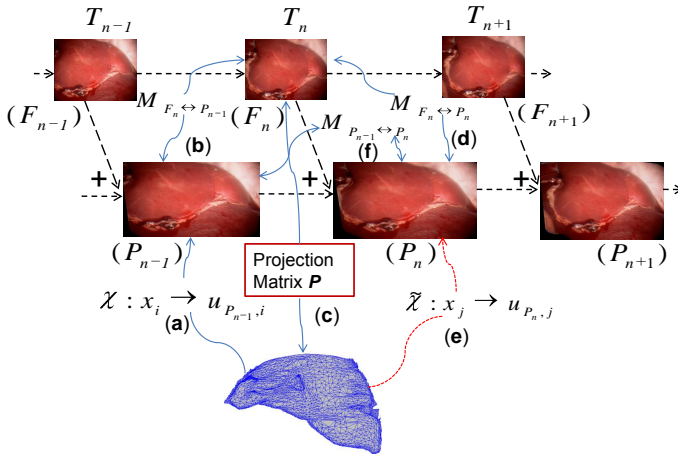 T_{n-1} T_n T_{n+1}
(F_{n-1}) M_{F_n ↔ P_{n-1}} (F_n) M_{F_n ↔ P_n} (F_{n+1})
(b) M_{P_{n-1} ↔ P_n} (f) (d)
+ + +
(P_{n-1}) (P_n) (P_{n+1})
Projection
Matrix P
χ : x_i → u_{P_{n-1},i} χ̃ : x_j → u_{P_n,j}
(a) (c) (e)